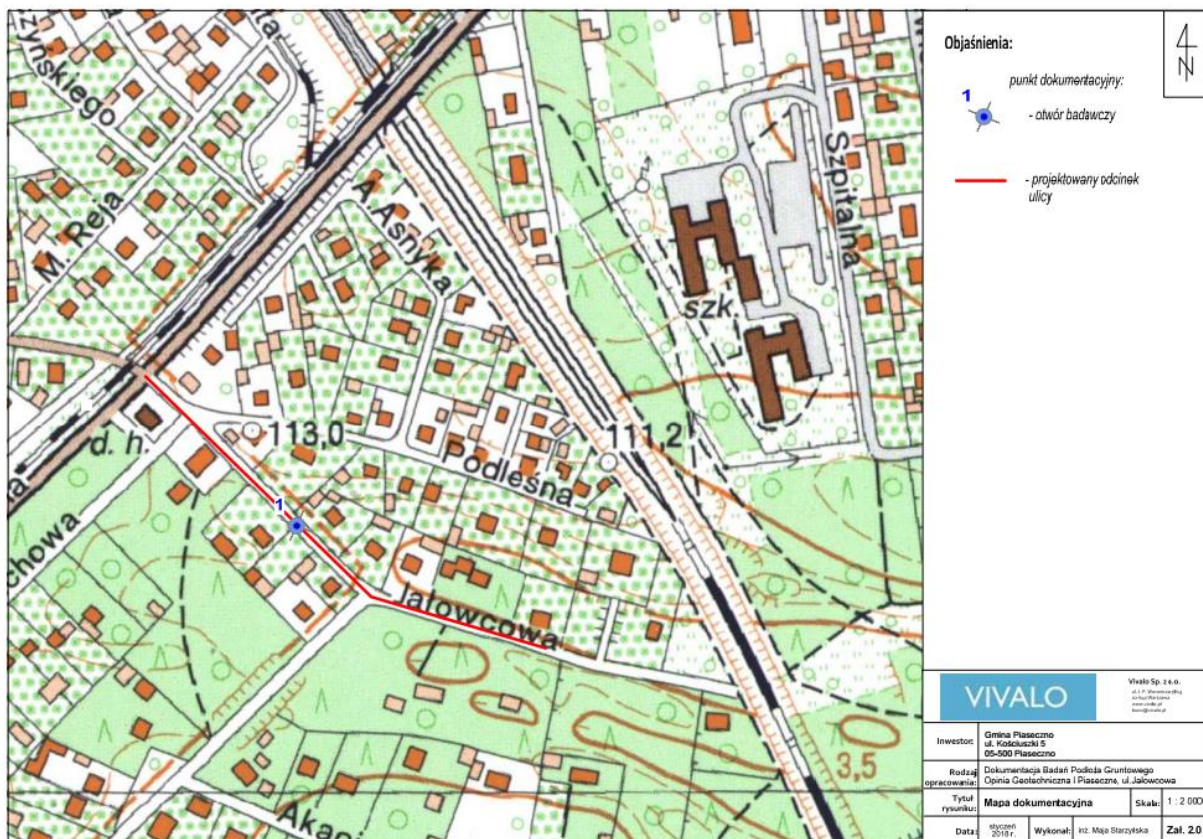 M. Reja
A. Asnyka
Szpitalna
szk.
d. h.
113,0
111,2
Podleśna
Jałowcowa
1
3,5
Objaśnienia:
N
punkt dokumentacyjny:
1
- otwór badawczy
- projektowany odcinek
ulicy
VIVALO
Vivalo Sp. z o.o.
Inwestor:
Gmina Piaseczno
ul. Kościuszki 5
05-500 Piaseczno
Rodzaj
opracowania:
Dokumentacja Badań Podłoża Gruntowego
Opinia Geotechniczna | Piaseczno, ul.Jałowcowa
Tytuł
rysunku:
Mapa dokumentacyjna
Skala:
1 : 2 000
Data:
styczeń
2018 r.
Wykonał:
inż. Maja Starzyńska
Zał. 2.0